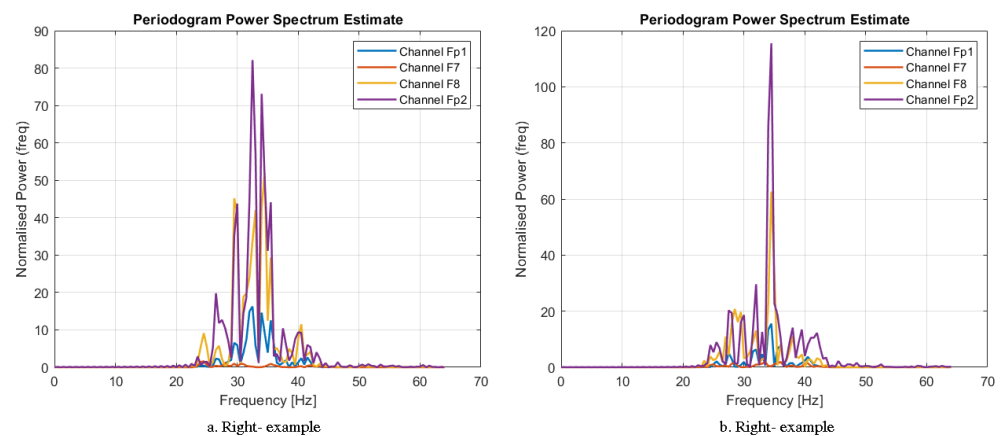 Periodogram Power Spectrum Estimate
90
80
70
60
50
40
30
20
10
0
Normalised Power (freq)
Channel Fp1
Channel F7
Channel F8
Channel Fp2
0 10 20 30 40 50 60 70
Frequency [Hz]
a. Right- example
Periodogram Power Spectrum Estimate
120
100
80
60
40
20
0
Normalised Power (freq)
Channel Fp1
Channel F7
Channel F8
Channel Fp2
0 10 20 30 40 50 60 70
Frequency [Hz]
b. Right- example